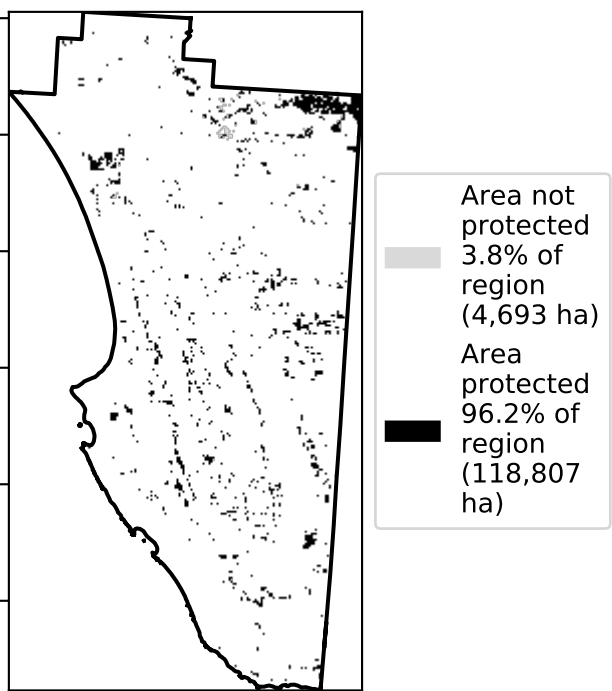 Area not
protected
3.8% of
region
(4,693 ha)
Area
protected
96.2% of
region
(118,807
ha)